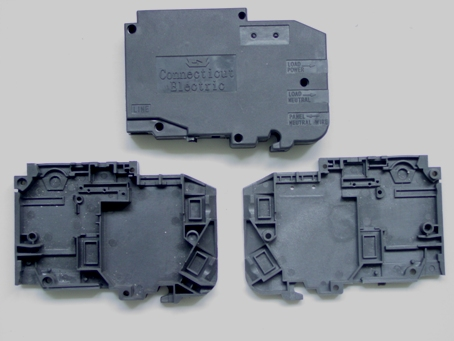 Connecticut
Electric
LINE
LOAD
POWER
LOAD
NEUTRAL
PANEL
NEUTRAL